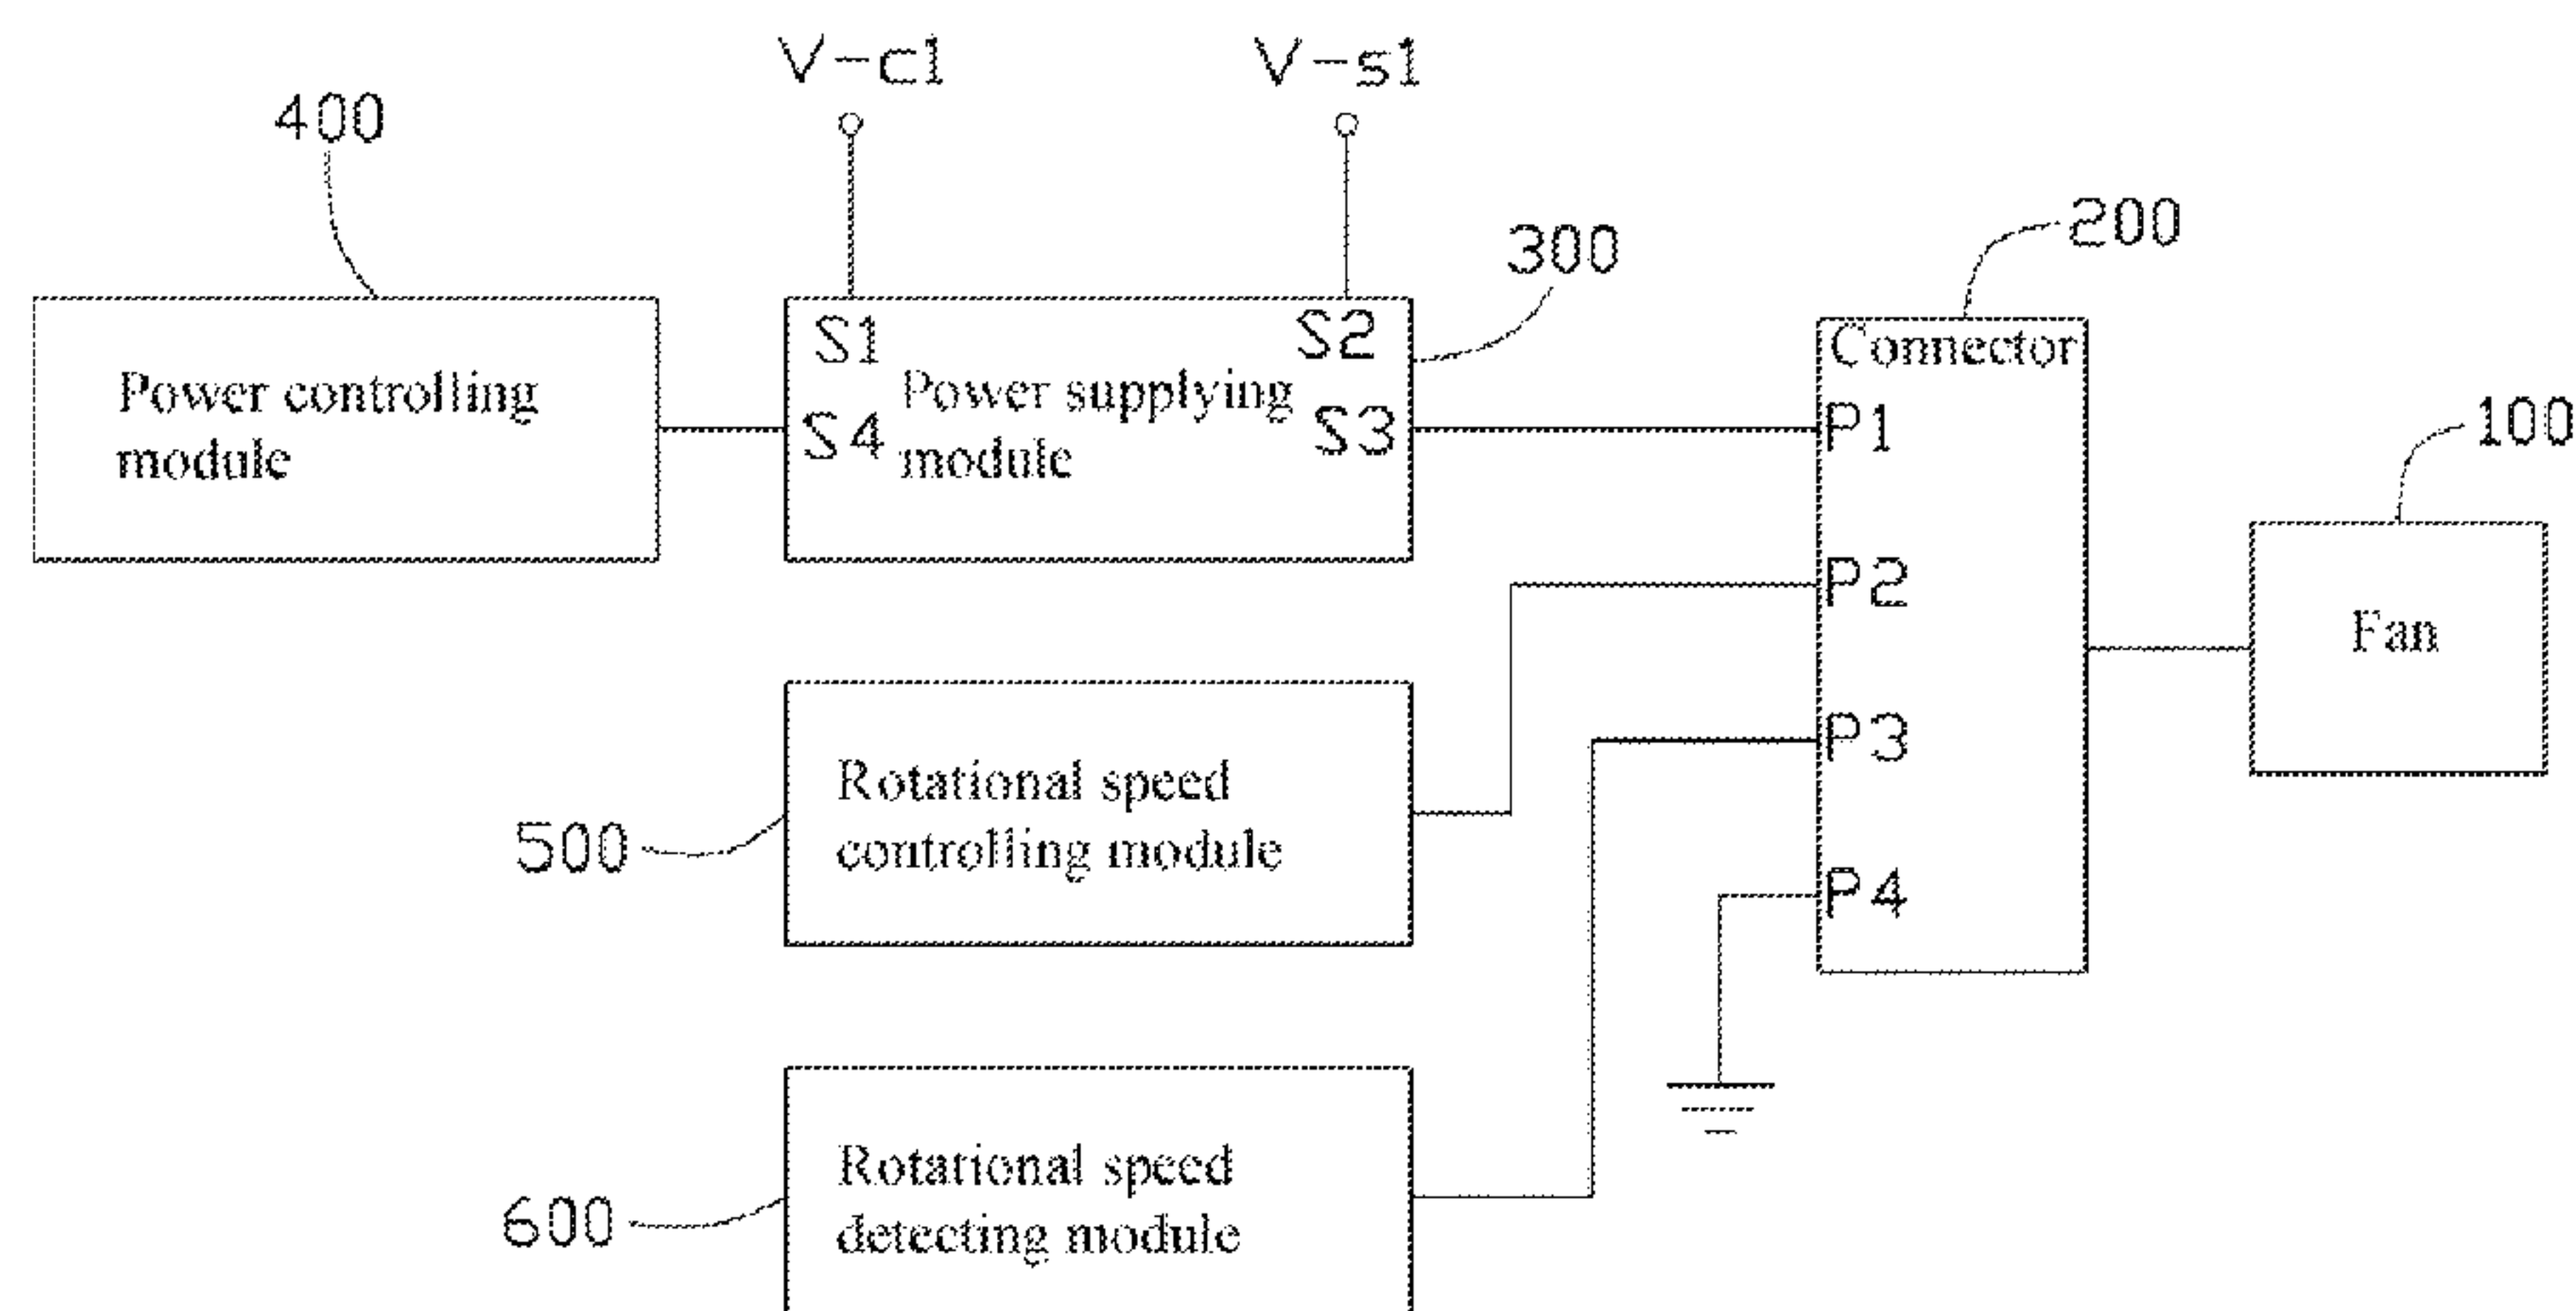 V-c1
V-s1
400
200
300
S1
S2
Connector
Power controlling
module
Power supplying
module
S4
S3
P1
100
P2
Fan
Rotational speed
controlling module
P3
500
P4
Rotational speed
detecting module
600